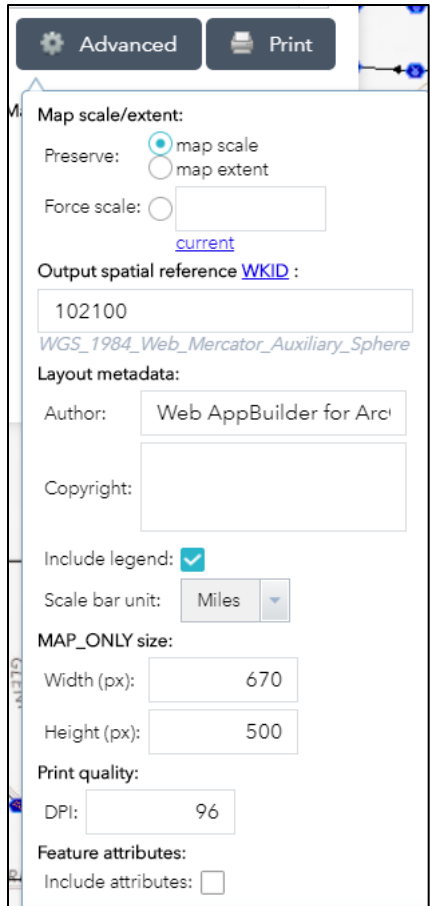 Advanced
Print
Map scale/extent:
Preserve: map scale
map extent
Force scale:
current
Output spatial reference WKID :
102100
WGS_1984_Web_Mercator_Auxiliary_Sphere
Layout metadata:
Author: Web AppBuilder for Arc
Copyright:
Include legend:
Scale bar unit: Miles
MAP_ONLY size:
Width (px): 670
Height (px): 500
Print quality:
DPI: 96
Feature attributes:
Include attributes: